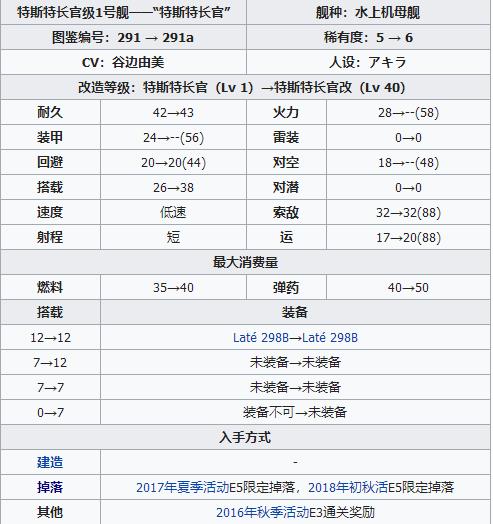 特斯特长官级1号舰——“特斯特长官” 舰种：水上机母舰
图鉴编号：291 → 291a 稀有度：5 → 6
CV：谷边由美 人设：アキラ
改造等级：特斯特长官（Lv 1）→特斯特长官改（Lv 40）
耐久 42→43 火力 28→--(58)
装甲 24→--(56) 雷装 0→0
回避 20→20(44) 对空 18→--(48)
搭载 26→38 对潜 0→0
速度 低速 索敌 32→32(88)
射程 短 运 17→20(88)
最大消费量
燃料 35→40 弹药 40→50
搭载 装备
12→12 Laté 298B→Laté 298B
7→12 未装备→未装备
7→7 未装备→未装备
0→7 装备不可→未装备
入手方式
建造 -
掉落 2017年夏季活动E5限定掉落，2018年初秋活E5限定掉落
其他 2016年秋季活动E3通关奖励